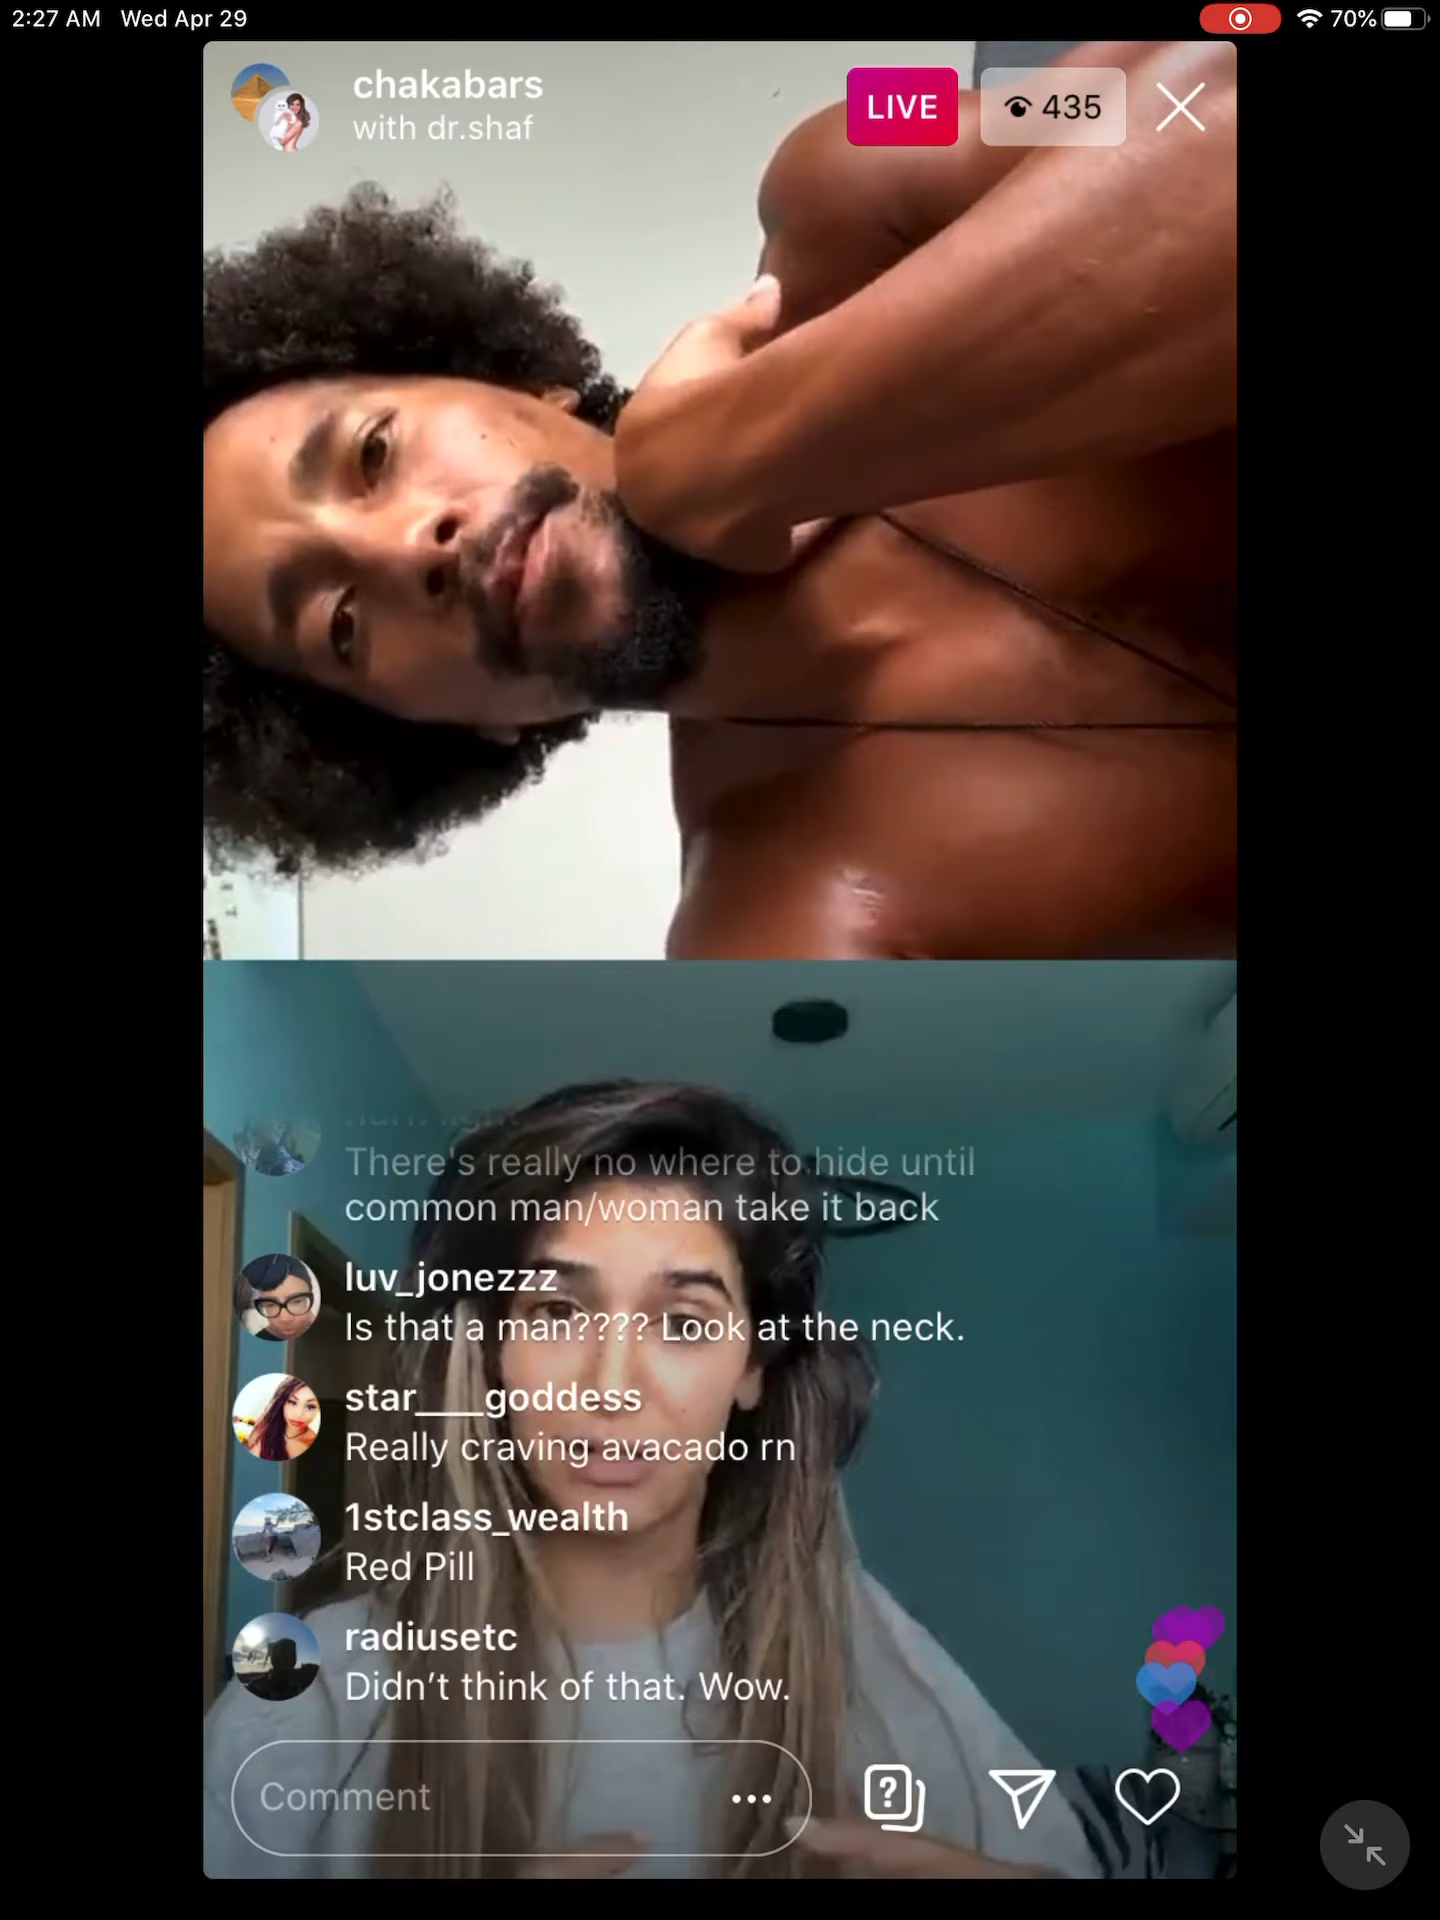 2:27 AM Wed Apr 29
70%
chakabars
with dr.shaf
LIVE
435
There's really no where to hide until
common man/woman take it back
luv_jonezzz
Is that a man???? Look at the neck.
star____goddess
Really craving avacado rn
1stclass_wealth
Red Pill
radiusetc
Didn't think of that. Wow.
Comment